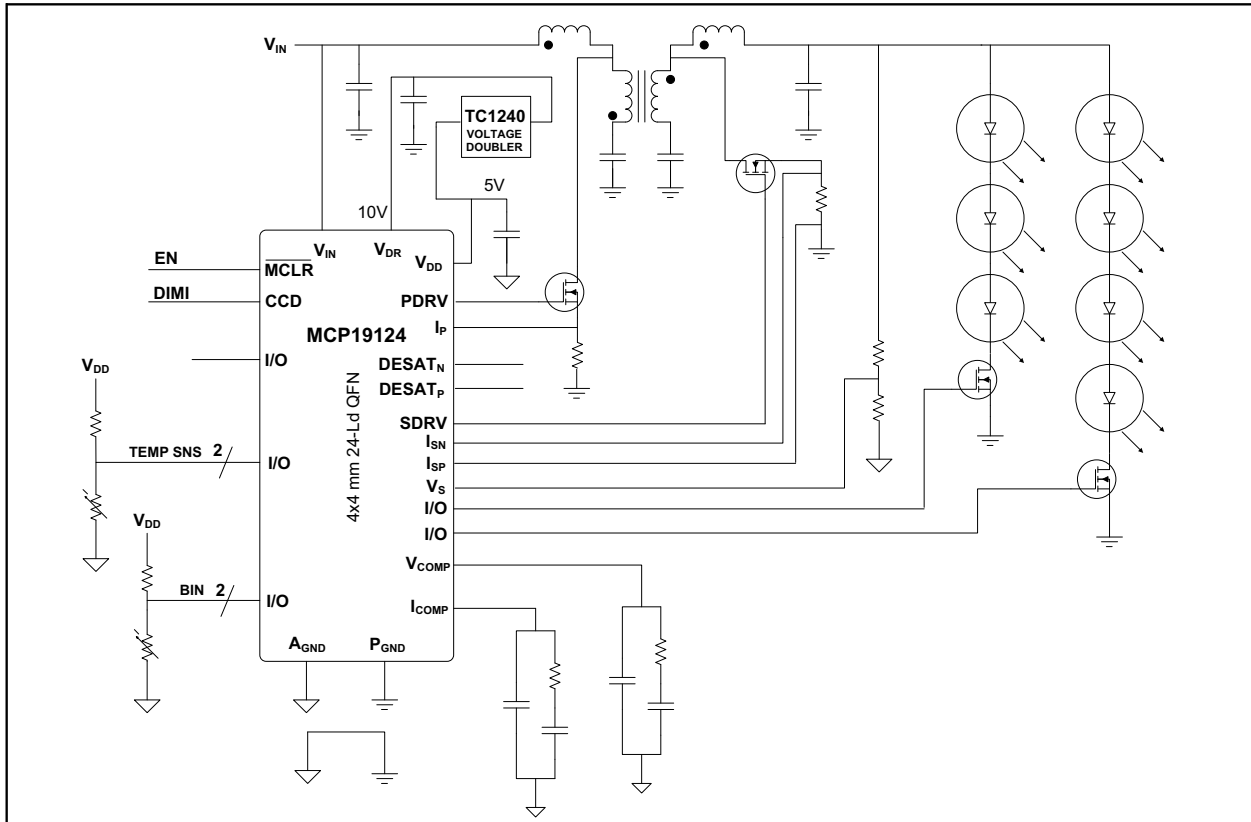 VIN
TC1240
VOLTAGE
DOUBLER
5V
10V
VIN
VDR
VDD
EN
MCLR
DIMI
CCD
PDRV
MCP19124
IP
I/O
VDD
DESATN
DESATP
4x4 mm 24-Ld QFN
SDRV
ISN
TEMP SNS
2
I/O
ISP
VS
I/O
VDD
I/O
VCOMP
BIN
2
I/O
ICOMP
AGND
PGND